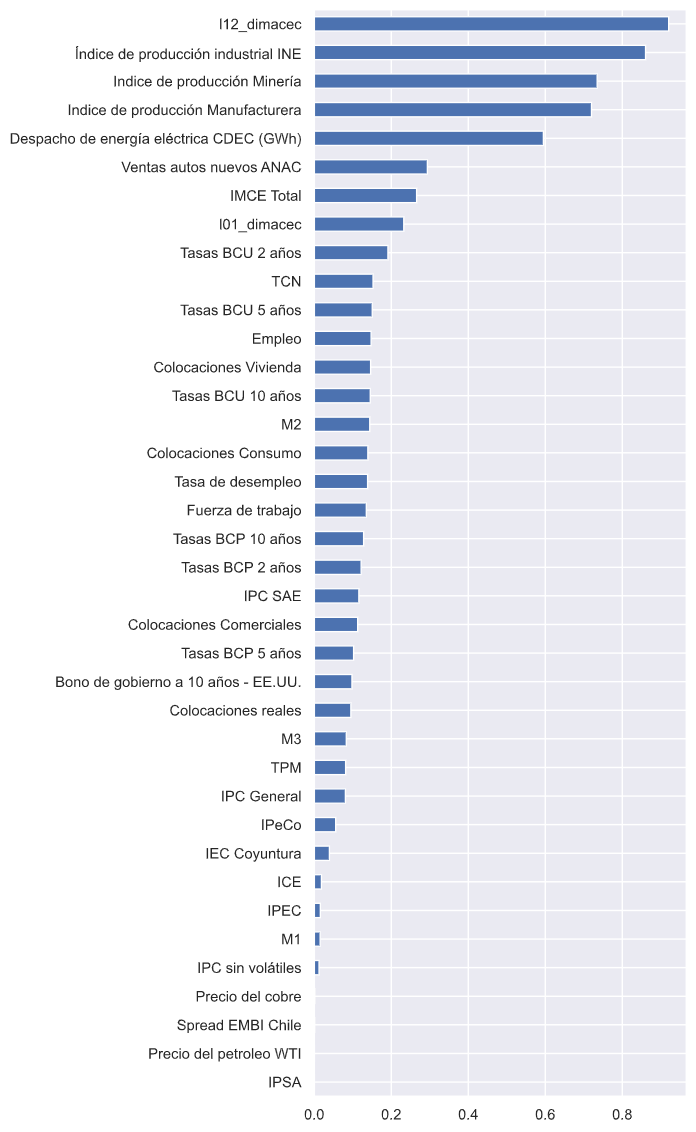 l12_dimacec
Índice de producción industrial INE
Indice de producción Minería
Indice de producción Manufacturera
Despacho de energía eléctrica CDEC (GWh)
Ventas autos nuevos ANAC
IMCE Total
l01_dimacec
Tasas BCU 2 años
TCN
Tasas BCU 5 años
Empleo
Colocaciones Vivienda
Tasas BCU 10 años
M2
Colocaciones Consumo
Tasa de desempleo
Fuerza de trabajo
Tasas BCP 10 años
Tasas BCP 2 años
IPC SAE
Colocaciones Comerciales
Tasas BCP 5 años
Bono de gobierno a 10 años - EE.UU.
Colocaciones reales
M3
TPM
IPC General
IPeCo
IEC Coyuntura
ICE
IPEC
M1
IPC sin volátiles
Precio del cobre
Spread EMBI Chile
Precio del petroleo WTI
IPSA
0.0 0.2 0.4 0.6 0.8